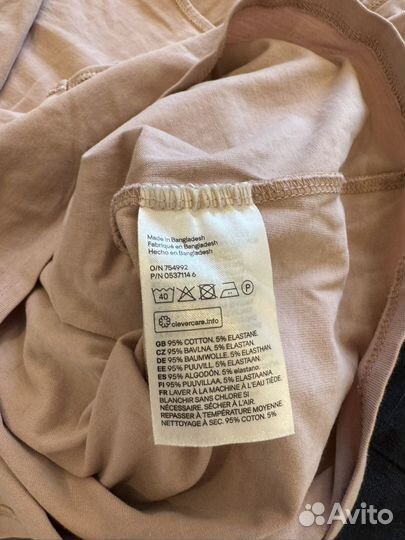 Made in Bangladesh
Fabriqué en Bangladesh
Hecho en Bangladesh
O/N 754992
P/N 0537114 6
40
P
clevercare.info
GB 95% COTTON, 5% ELASTANE.
CZ 95% BAVLNA, 5% ELASTAN.
DE 95% BAUMWOLLE, 5% ELASTHAN.
EE 95% PUUVILL, 5% ELASTAAN.
ES 95% ALGODÓN, 5% elastano.
FI 95% PUUVILLAA, 5% ELASTAANIA
FR LAVER À LA MACHINE À L'EAU TIÈDE.
BLANCHIR SANS CHLORE SI
NÉCESSAIRE. SÉCHER À L'AIR.
REPASSER À TEMPÉRATURE MOYENNE.
NETTOYAGE À SEC. 95% COTON, 5%
Avito